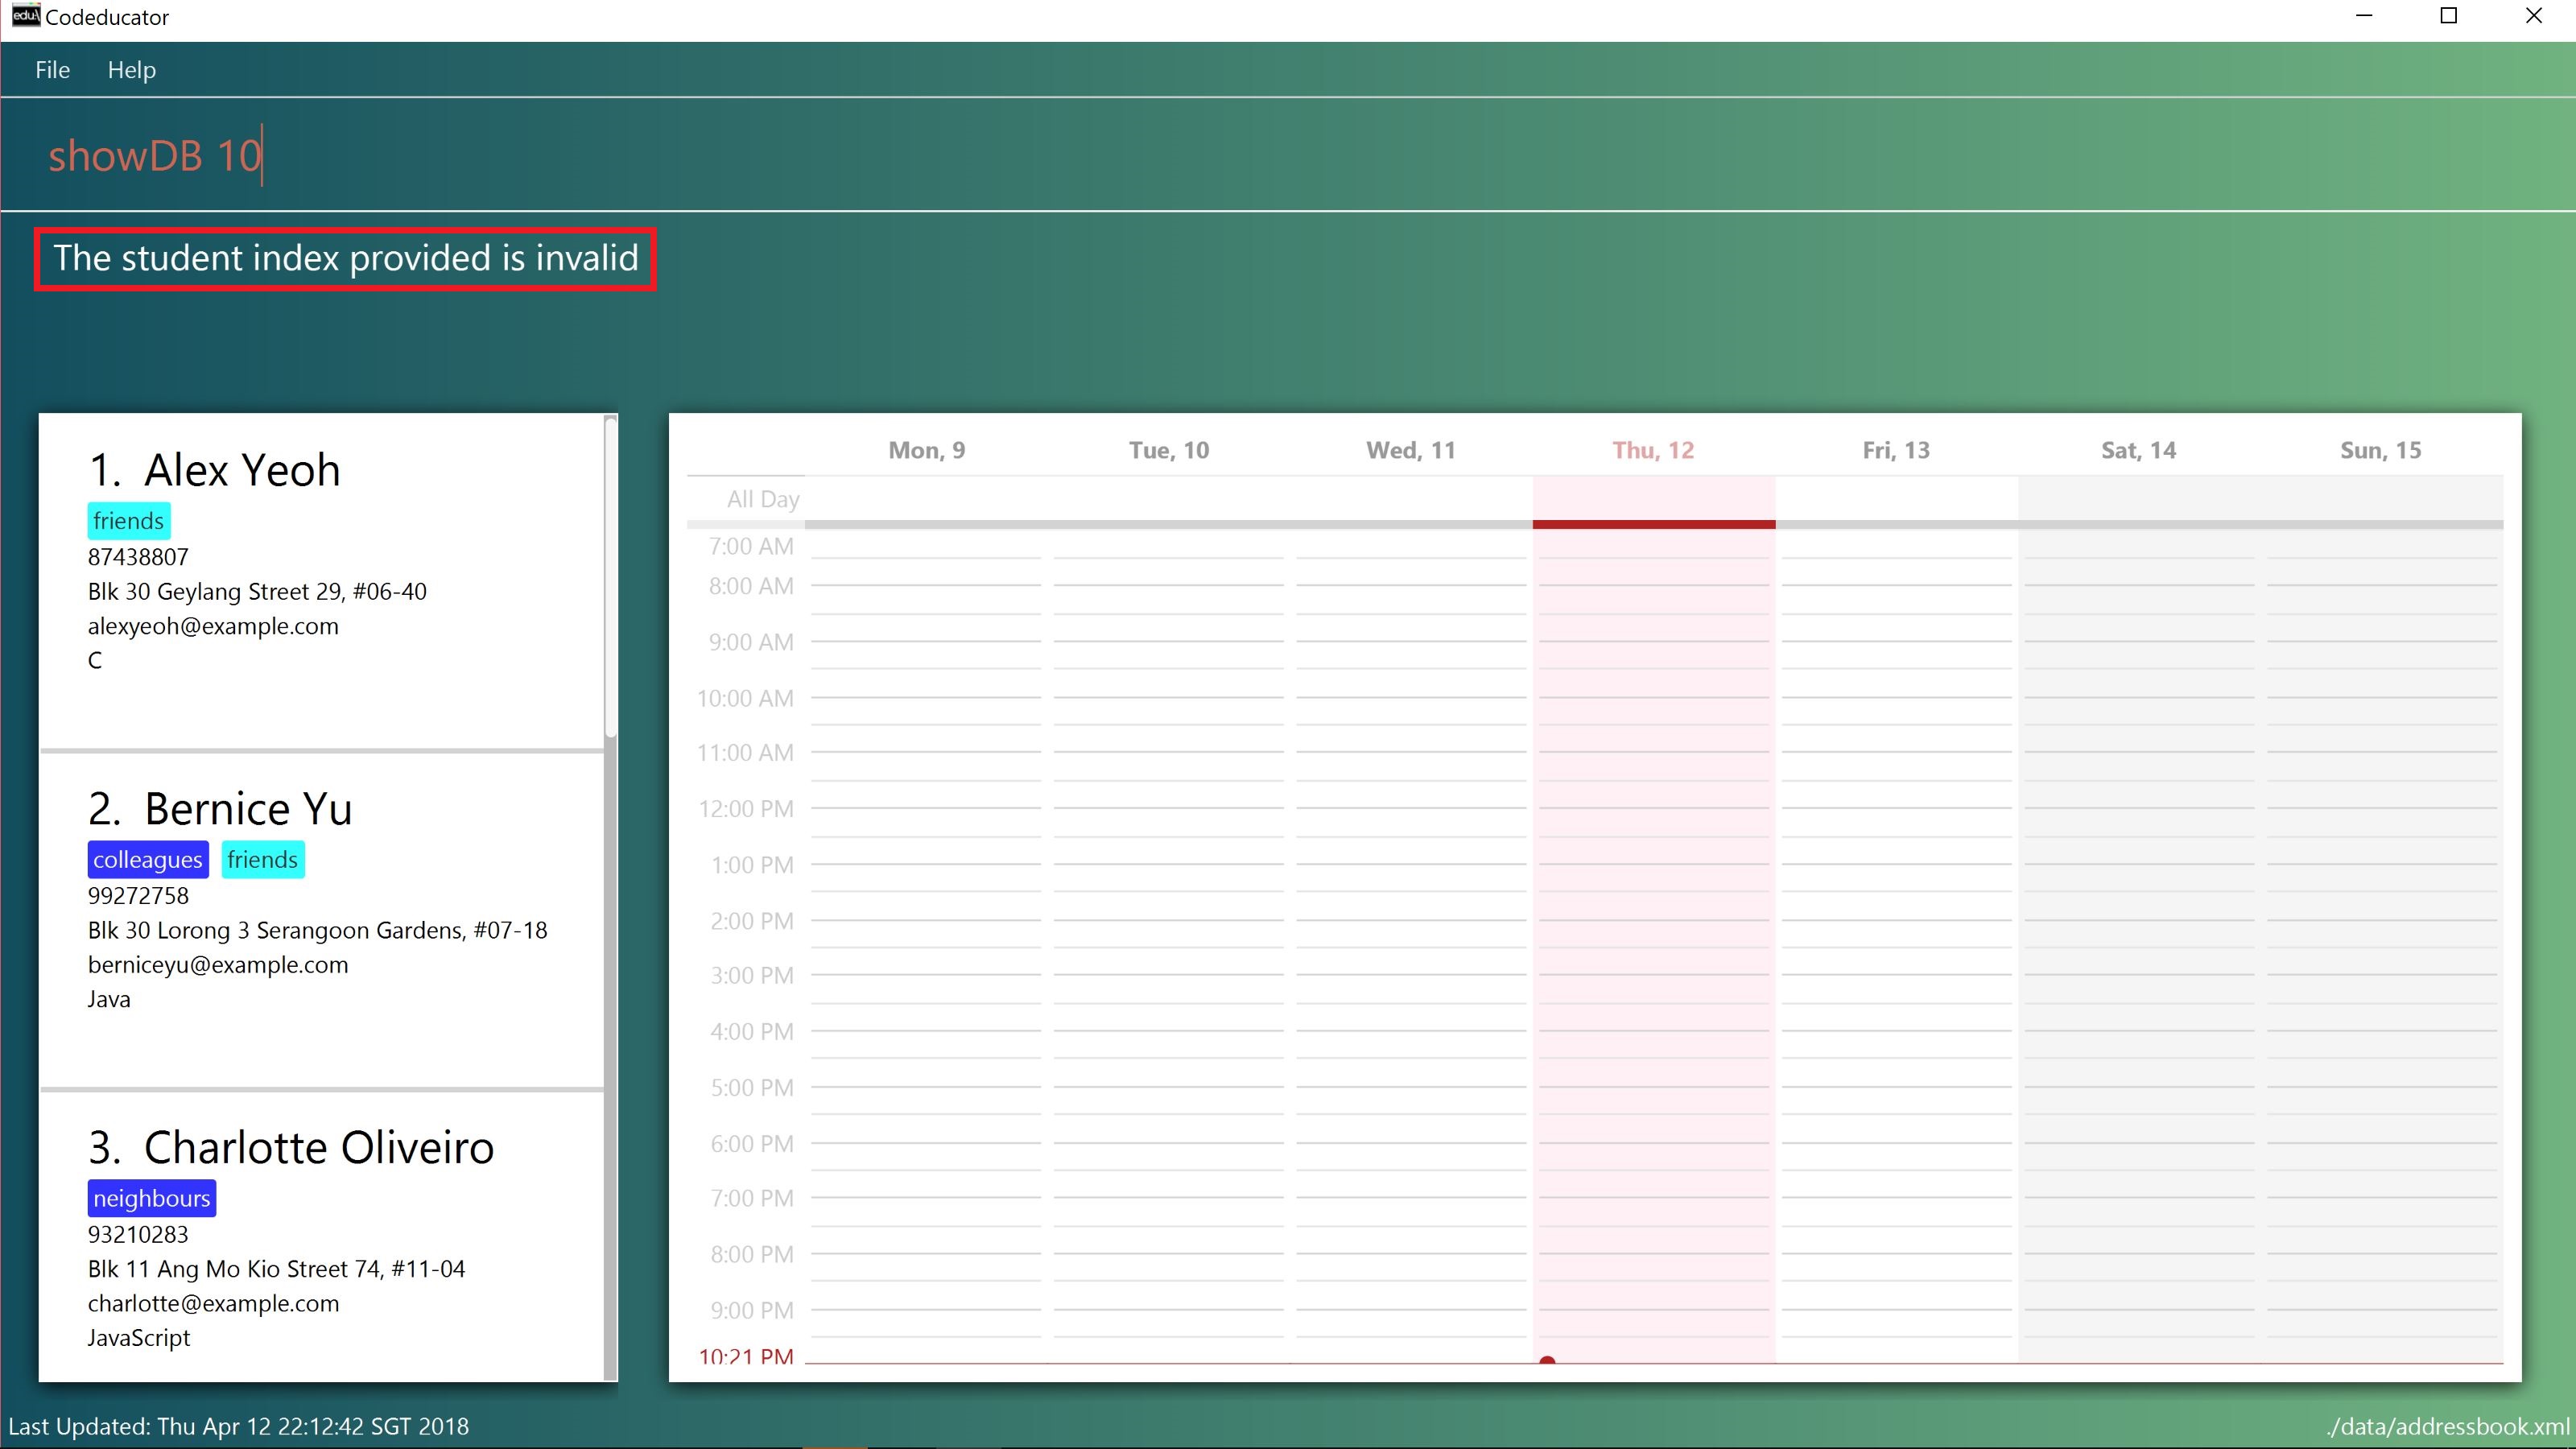 edu:\ Codeducator
File Help
showDB 10
The student index provided is invalid
1. Alex Yeoh
friends
87438807
Blk 30 Geylang Street 29, #06-40
alexyeoh@example.com
C
2. Bernice Yu
colleagues friends
99272758
Blk 30 Lorong 3 Serangoon Gardens, #07-18
berniceyu@example.com
Java
3. Charlotte Oliveiro
neighbours
93210283
Blk 11 Ang Mo Kio Street 74, #11-04
charlotte@example.com
JavaScript
Mon, 9 Tue, 10 Wed, 11 Thu, 12 Fri, 13 Sat, 14 Sun, 15
All Day
7:00 AM
8:00 AM
9:00 AM
10:00 AM
11:00 AM
12:00 PM
1:00 PM
2:00 PM
3:00 PM
4:00 PM
5:00 PM
6:00 PM
7:00 PM
8:00 PM
9:00 PM
10:21 PM
Last Updated: Thu Apr 12 22:12:42 SGT 2018
./data/addressbook.xml